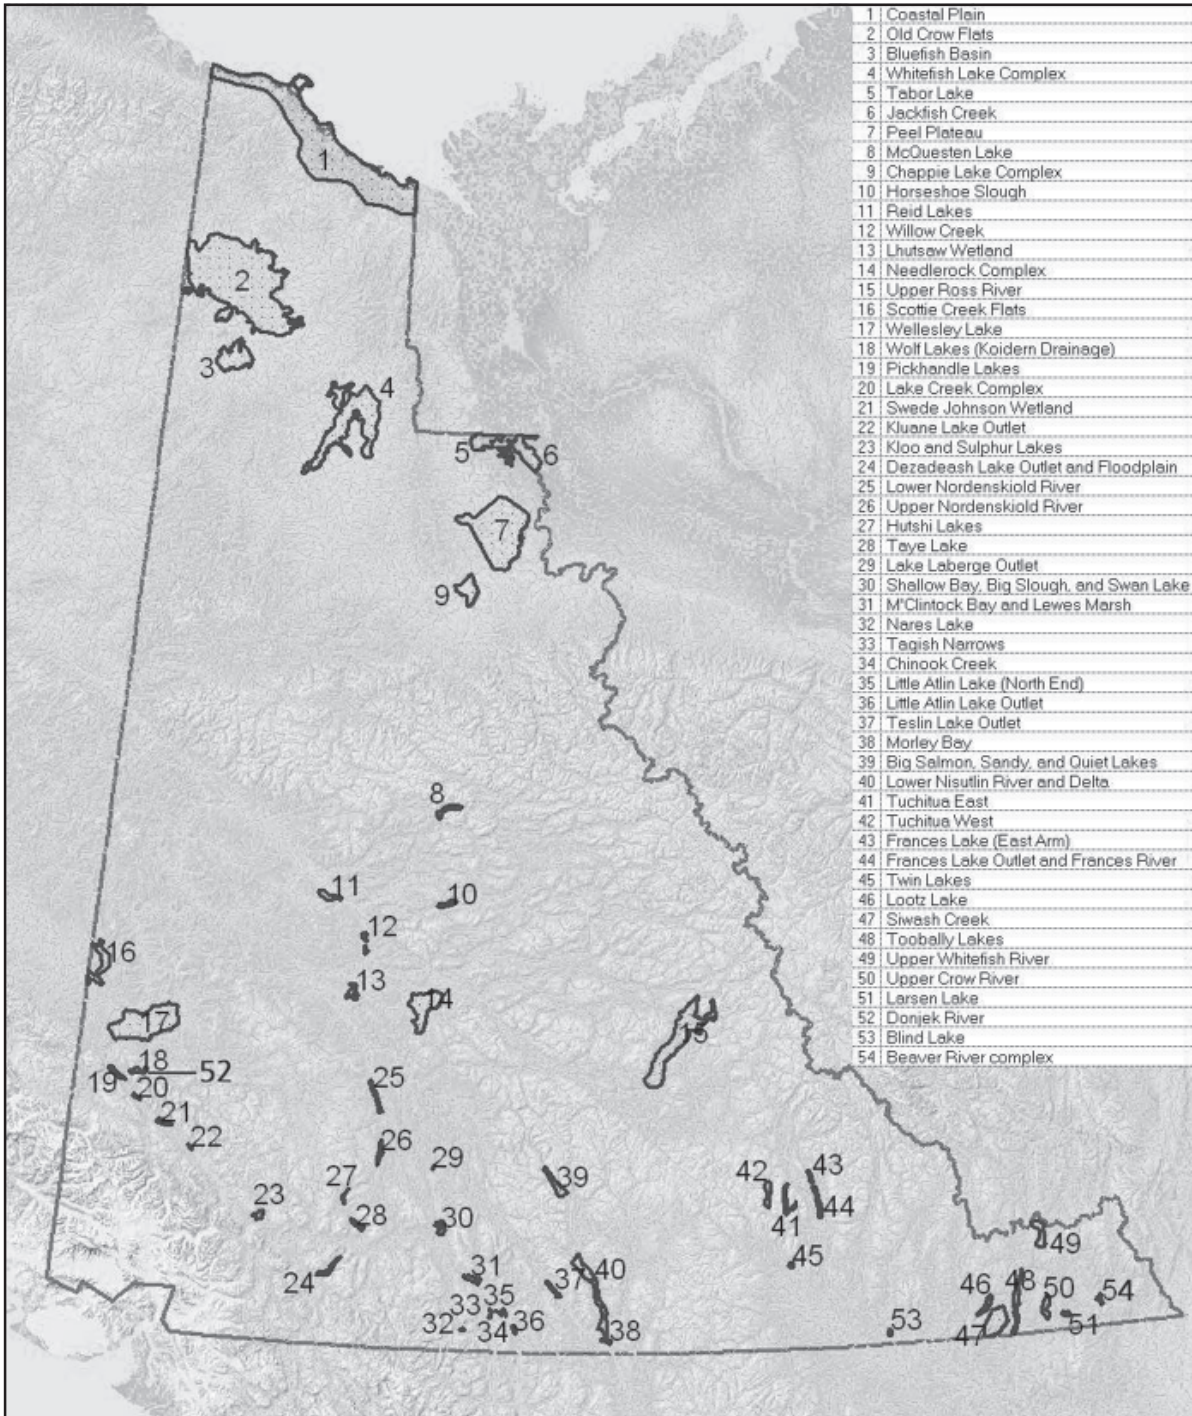 1 Coastal Plain
2 Old Crow Flats
3 Bluefish Basin
4 Whitefish Lake Complex
5 Tabor Lake
6 Jackfish Creek
7 Peel Plateau
8 McQuesten Lake
9 Chappie Lake Complex
10 Horseshoe Slough
11 Reid Lakes
12 Willow Creek
13 Lhutsaw Wetland
14 Needlerock Complex
15 Upper Ross River
16 Scottie Creek Flats
17 Wellesley Lake
18 Wolf Lakes (Koidern Drainage)
19 Pickhandle Lakes
20 Lake Creek Complex
21 Swede Johnson Wetland
22 Kluane Lake Outlet
23 Kloo and Sulphur Lakes
24 Dezadeash Lake Outlet and Floodplain
25 Lower Nordenskiold River
26 Upper Nordenskiold River
27 Hutshi Lakes
28 Taye Lake
29 Lake Laberge Outlet
30 Shallow Bay, Big Slough, and Swan Lake
31 M'Clintock Bay and Lewes Marsh
32 Nares Lake
33 Tagish Narrows
34 Chinook Creek
35 Little Atlin Lake (North End)
36 Little Atlin Lake Outlet
37 Teslin Lake Outlet
38 Morley Bay
39 Big Salmon, Sandy, and Quiet Lakes
40 Lower Nisutlin River and Delta
41 Tuchitua East
42 Tuchitua West
43 Frances Lake (East Arm)
44 Frances Lake Outlet and Frances River
45 Twin Lakes
46 Lootz Lake
47 Siwash Creek
48 Toobally Lakes
49 Upper Whitefish River
50 Upper Crow River
51 Larsen Lake
52 Donjek River
53 Blind Lake
54 Beaver River complex
1
2
3
4
5
6
7
9
8
11
10
12
16
13
14
17
15
18
52
19
20
25
21
22
26
29
27
39
42
43
23
28
30
41
44
49
24
31
37
40
45
46
48
50
54
33
35
32
34
36
38
53
47
51